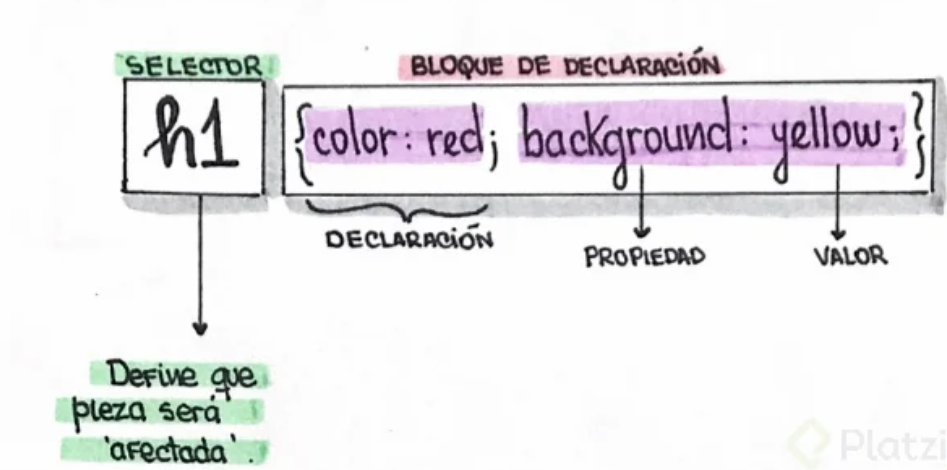 SELECTOR
BLOQUE DE DECLARACIÓN
h1
{color: red; background: yellow;}
DECLARACIÓN
PROPIEDAD
VALOR
Define que
pieza será
'afectada'.
Platzi